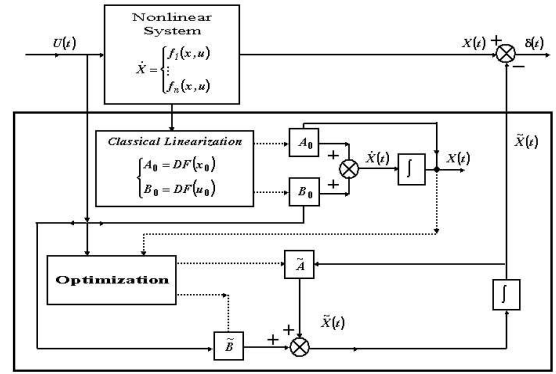 Nonlinear
System
U(t)
Ẋ = { f₁(x,u)
⋮
fₙ(x,u)
X(t)
+
δ(t)
−
Classical Linearization
{ A₀ = DF(x₀)
B₀ = DF(u₀)
A₀
+
Ẋ(t)
∫
X(t)
+
B₀
X̃(t)
Optimization
Ã
∫
X̃(t)
+
+
B̃